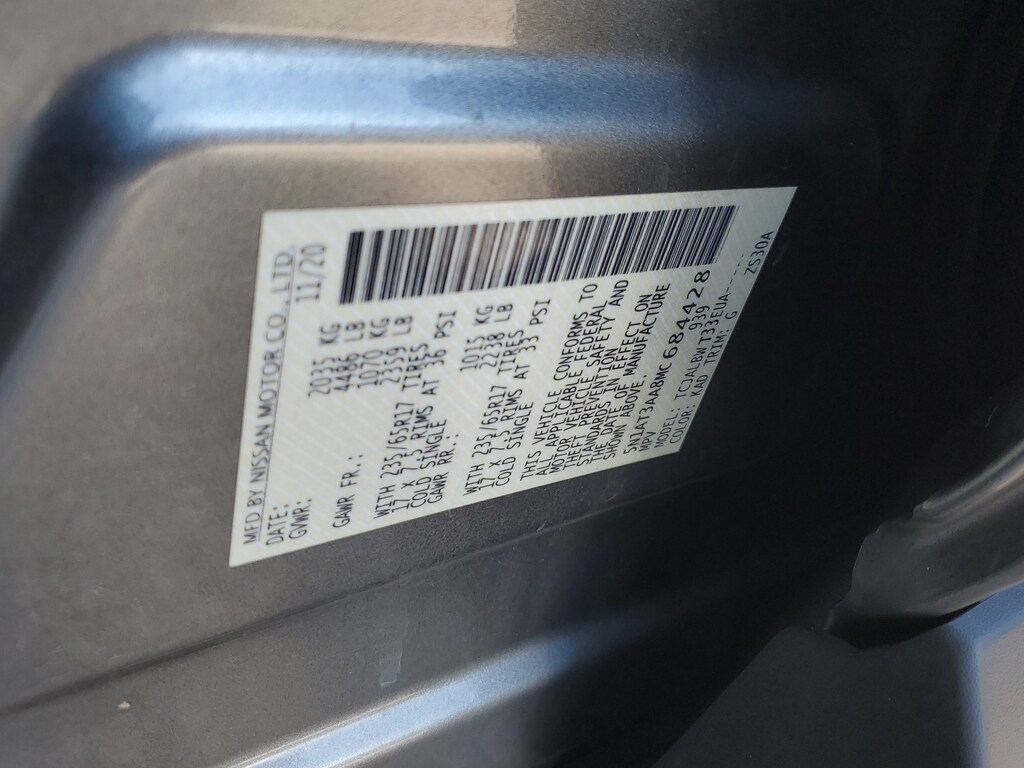 MFD BY NISSAN MOTOR CO., LTD.
DATE: 11/20
GVWR: 2035 KG
4486 LB
GAWR FR.: 1070 KG
2359 LB
WITH 235/65R17 TIRES
17 X 7.5 RIMS AT 36 PSI
COLD SINGLE
GAWR RR.: 1015 KG
2238 LB
WITH 235/65R17 TIRES
17 X 7.5 RIMS AT 33 PSI
COLD SINGLE
THIS VEHICLE CONFORMS TO
ALL APPLICABLE FEDERAL
MOTOR VEHICLE SAFETY AND
THEFT PREVENTION
STANDARDS IN EFFECT ON
THE DATE OF MANUFACTURE
SHOWN ABOVE.
5N1AT3AA8MC684428
MPV 939
MODEL: TCJALBWT33EUA-----
COLOR: KAD TRIM: G ZS30A